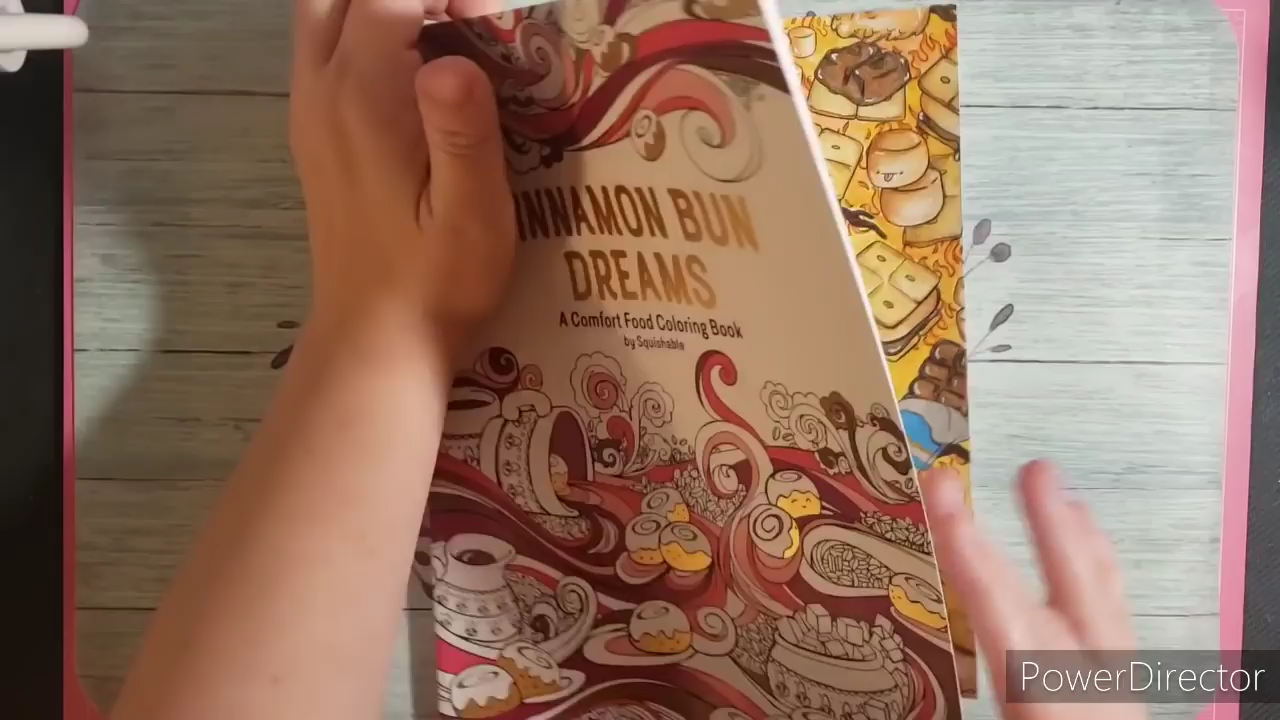 INNAMON BUN
DREAMS
A Comfort Food Coloring Book
by Squishable
PowerDirector